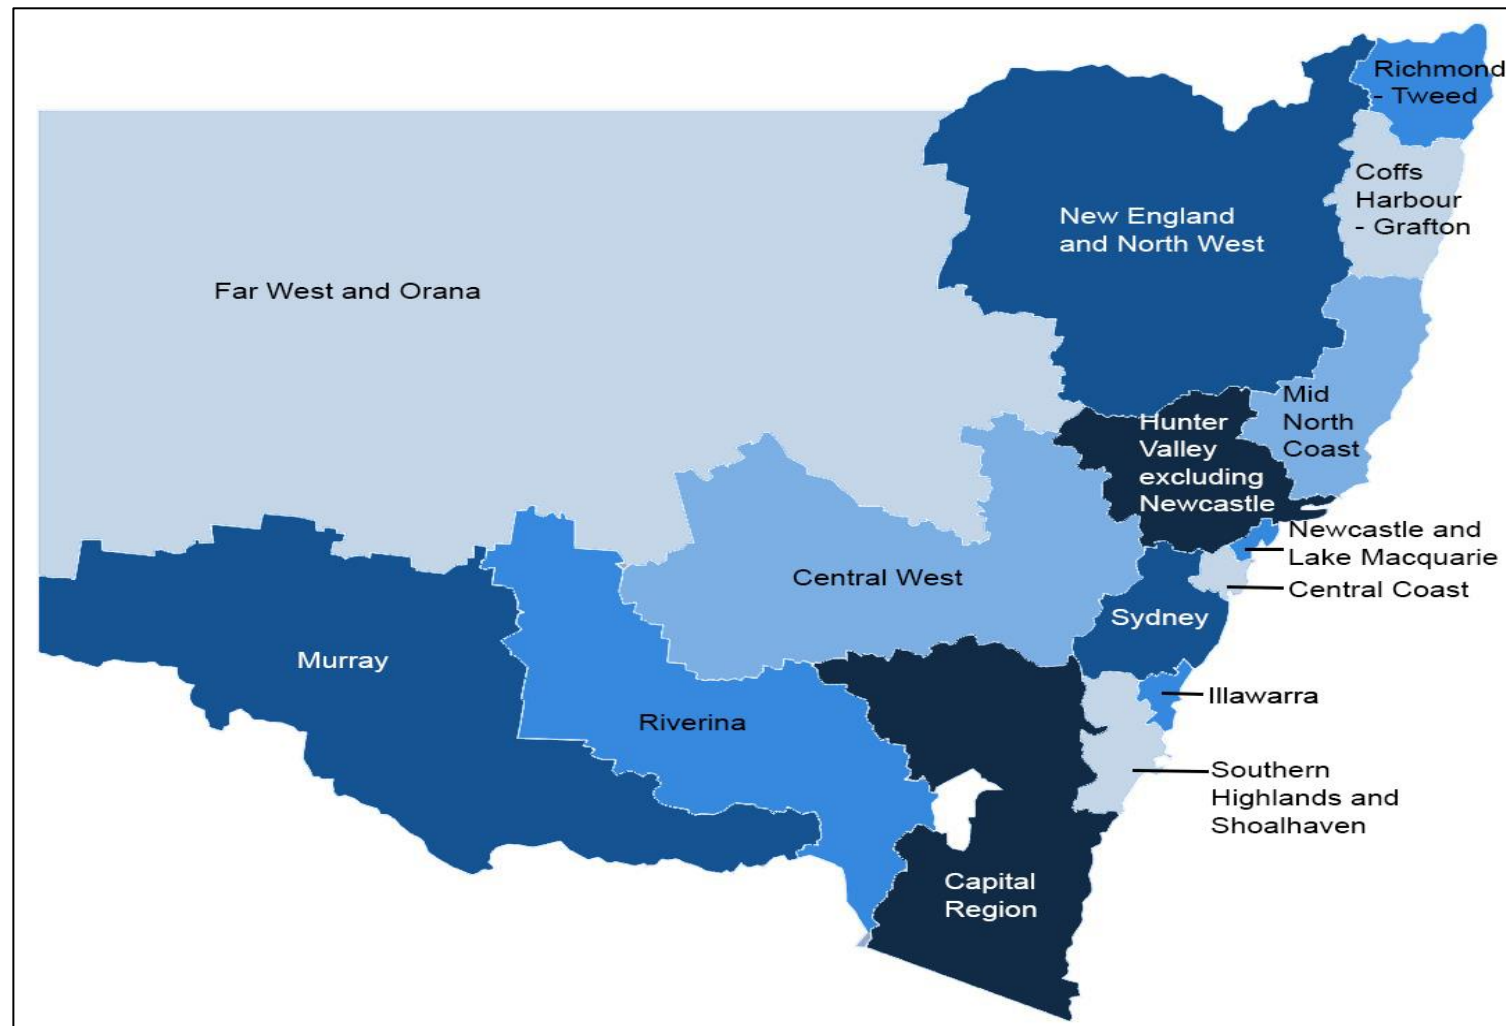 Richmond
- Tweed
Coffs
Harbour
- Grafton
New England
and North West
Far West and Orana
Mid
North
Coast
Hunter
Valley
excluding
Newcastle
Newcastle and
Lake Macquarie
Central West
Central Coast
Sydney
Murray
Illawarra
Riverina
Southern
Highlands and
Shoalhaven
Capital
Region